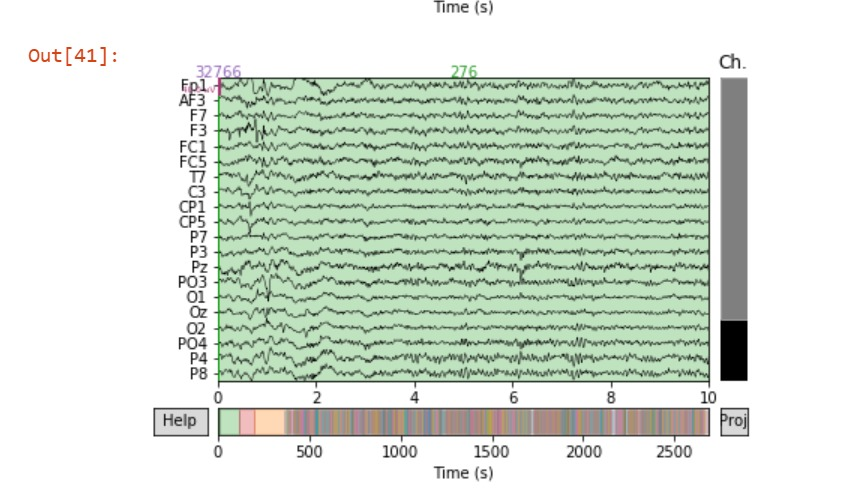 Time (s)
Out[41]:
Ch.
32766 276
Fp1
AF3
F7
F3
FC1
FC5
T7
C3
CP1
CP5
P7
P3
Pz
PO3
O1
Oz
O2
PO4
P4
P8
0 2 4 6 8 10
Help Proj
0 500 1000 1500 2000 2500
Time (s)